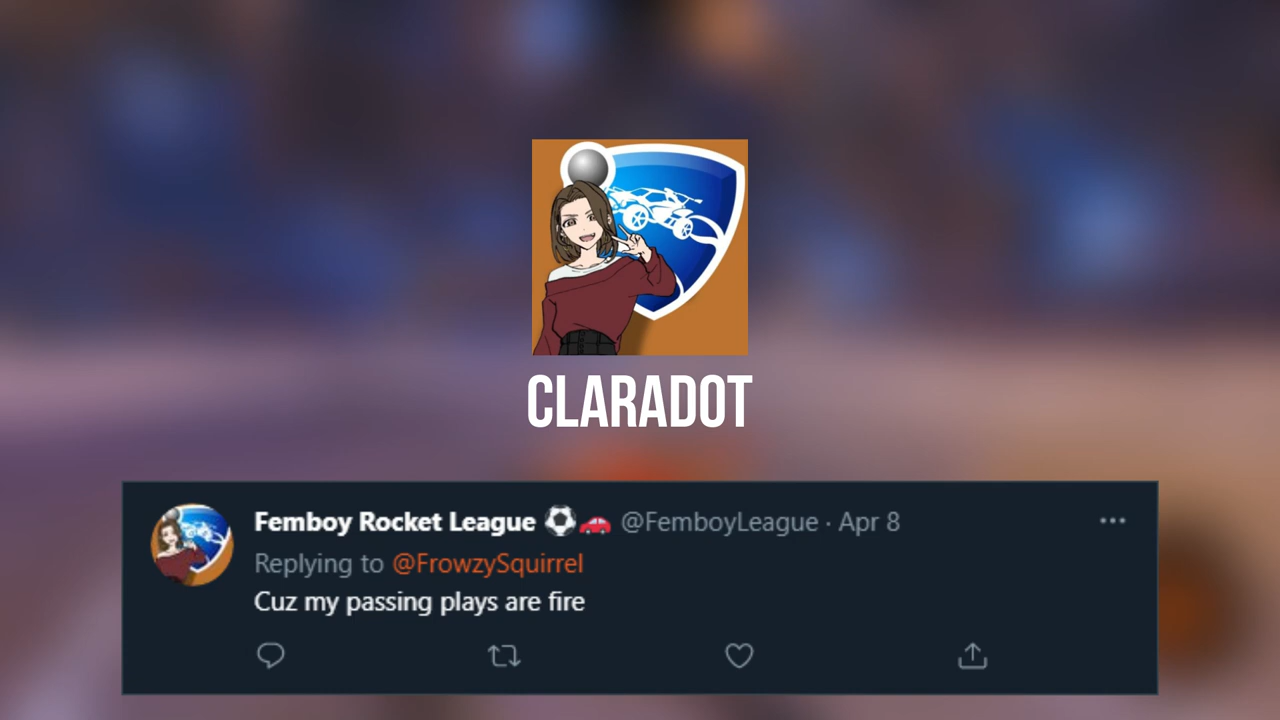 CLARADOT
Femboy Rocket League ⚽🚗 @FemboyLeague · Apr 8
Replying to @FrowzySquirrel
Cuz my passing plays are fire